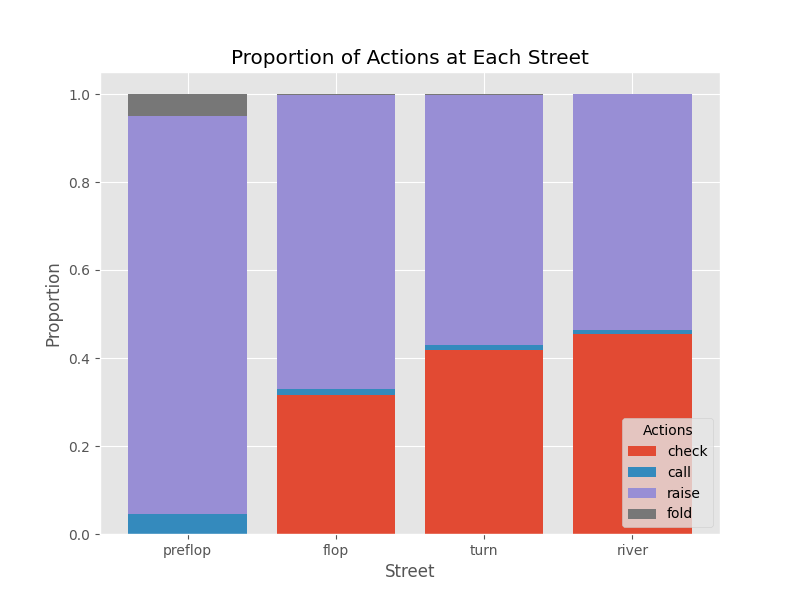 Proportion of Actions at Each Street
1.0
0.8
0.6
0.4
0.2
0.0
Proportion
preflop
flop
turn
river
Street
Actions
check
call
raise
fold